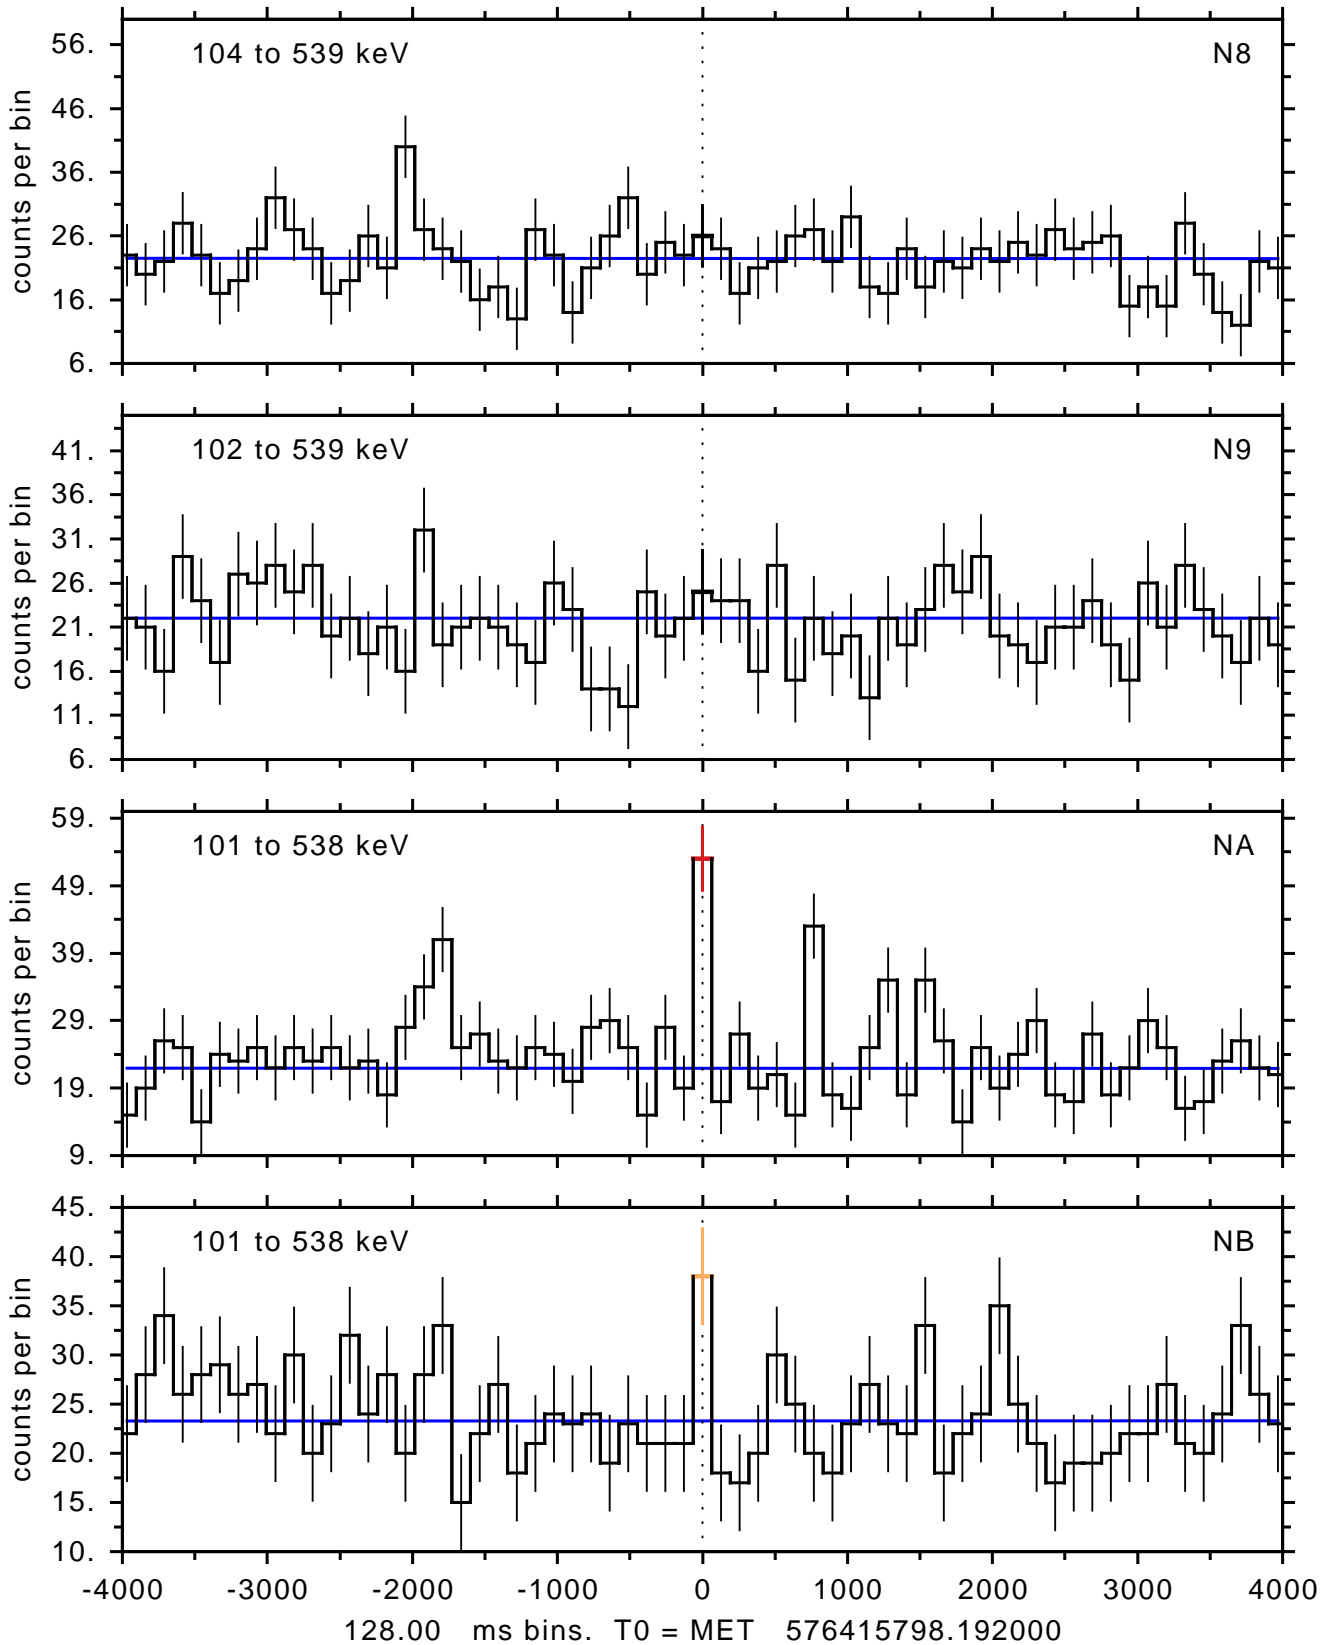 104 to 539 keV N8
counts per bin
56.
46.
36.
26.
16.
6.
102 to 539 keV N9
counts per bin
41.
36.
31.
26.
21.
16.
11.
6.
101 to 538 keV NA
counts per bin
59.
49.
39.
29.
19.
9.
101 to 538 keV NB
counts per bin
45.
40.
35.
30.
25.
20.
15.
10.
-4000 -3000 -2000 -1000 0 1000 2000 3000 4000
128.00 ms bins. T0 = MET 576415798.192000